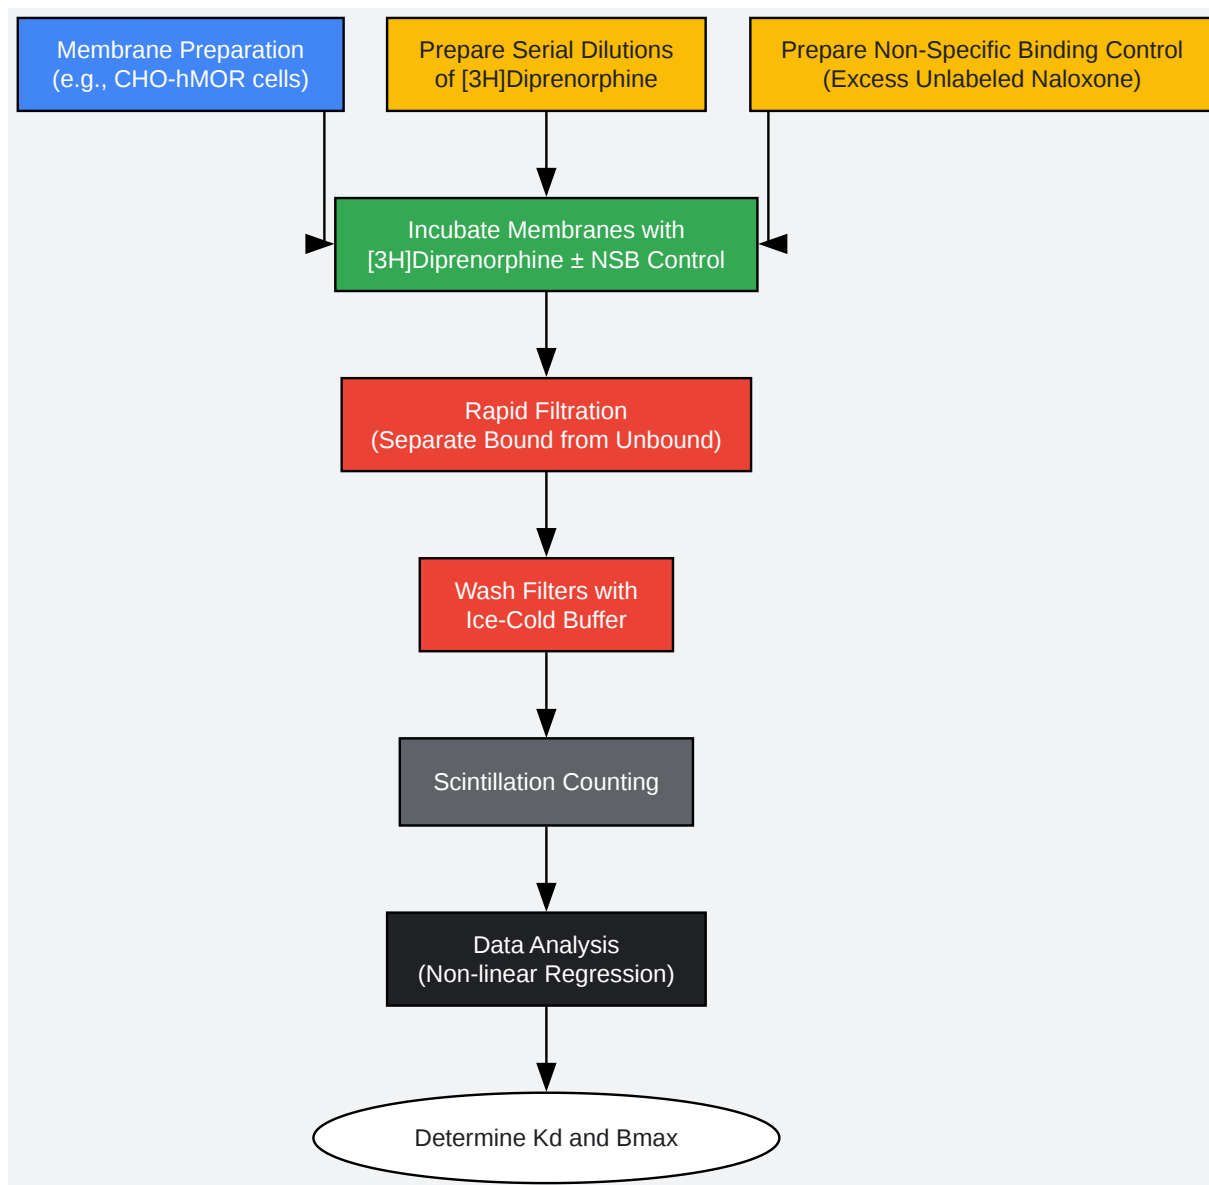 Membrane Preparation
(e.g., CHO-hMOR cells)
Prepare Serial Dilutions
of [3H]Diprenorphine
Prepare Non-Specific Binding Control
(Excess Unlabeled Naloxone)
Incubate Membranes with
[3H]Diprenorphine ± NSB Control
Rapid Filtration
(Separate Bound from Unbound)
Wash Filters with
Ice-Cold Buffer
Scintillation Counting
Data Analysis
(Non-linear Regression)
Determine Kd and Bmax